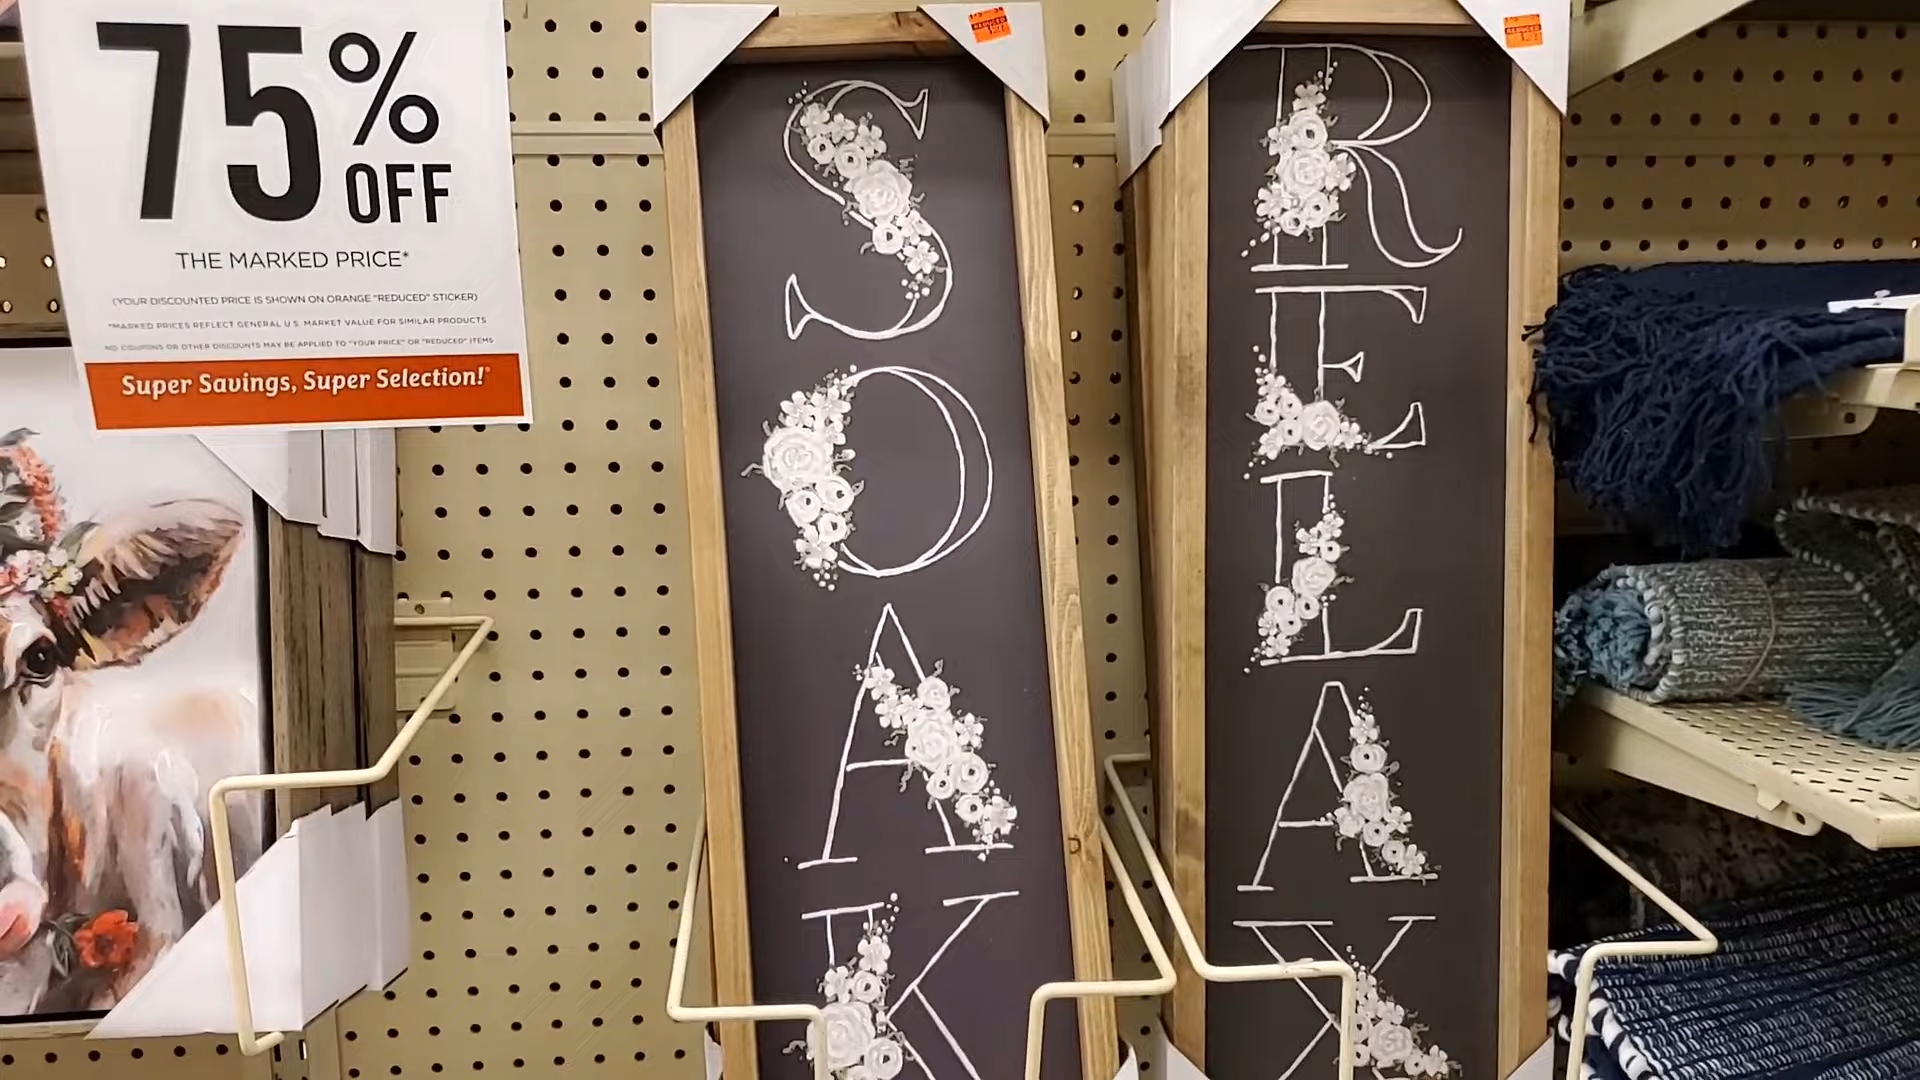 75%
OFF
THE MARKED PRICE*
(YOUR DISCOUNTED PRICE IS SHOWN ON ORANGE "REDUCED" STICKER)
*MARKED PRICES REFLECT GENERAL U.S. MARKET VALUE FOR SIMILAR PRODUCTS
NO COUPONS OR OTHER DISCOUNTS MAY BE APPLIED TO "YOUR PRICE" OR "REDUCED" ITEMS
Super Savings, Super Selection!*
REDUCED
SOAK
REDUCED
RELAX